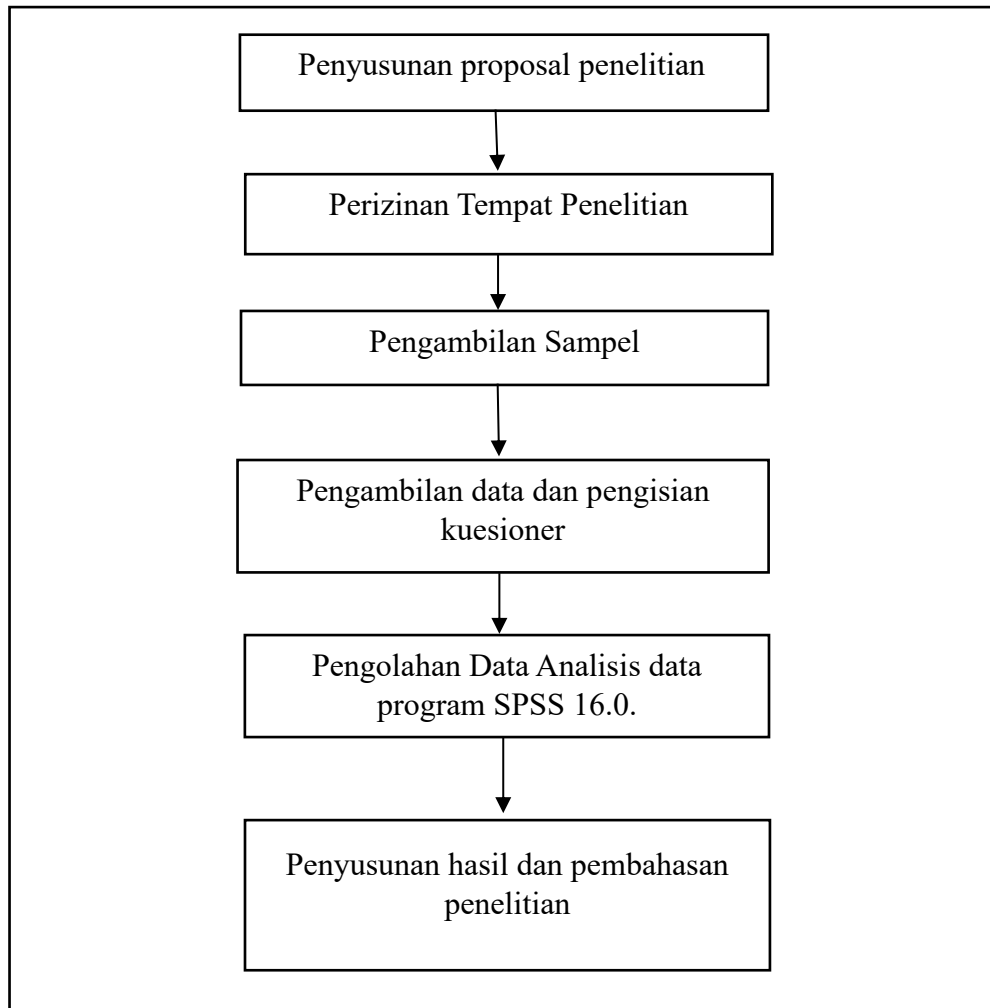 Penyusunan proposal penelitian
Perizinan Tempat Penelitian
Pengambilan Sampel
Pengambilan data dan pengisian
kuesioner
Pengolahan Data Analisis data
program SPSS 16.0.
Penyusunan hasil dan pembahasan
penelitian